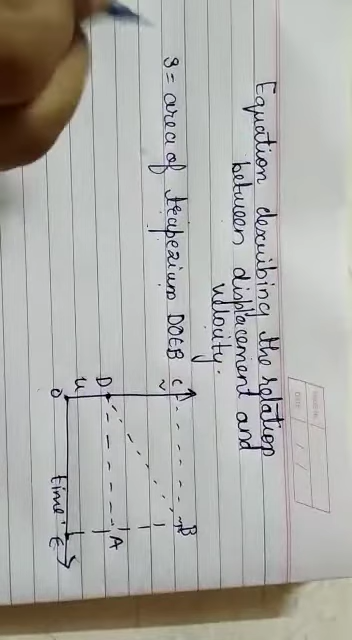 Equation describing the relation
between displacement and
velocity.
s = area of trapezium DOEB
C
B
v
D
A
u
O
time
E